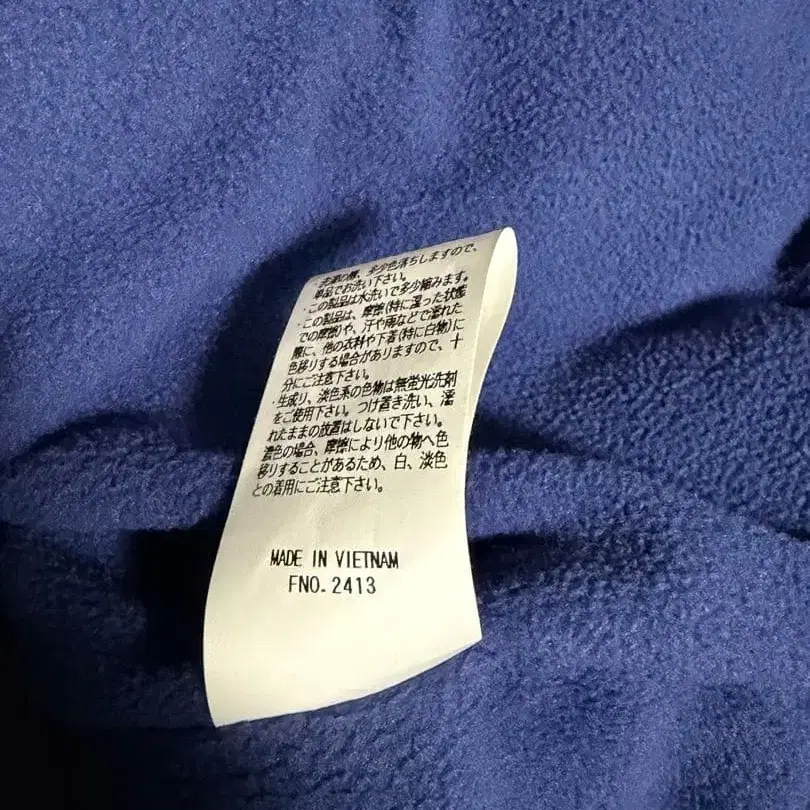 ・洗濯の際、多少色落ちしますので、
単品でお洗い下さい。
・この製品は水洗いで多少縮みます。
・この製品は、摩擦(特に湿った状態
での摩擦)や、汗や雨などで濡れた
際に、他の衣料や下着(特に白物)に
色移りする場合がありますので、十
分にご注意下さい。
・生成り、淡色系の色物は無蛍光洗剤
をご使用下さい。つけ置き洗い、濡
れたままの放置はしないで下さい。
濃色の場合、摩擦により他の物へ色
移りすることがあるため、白、淡色
との着用にご注意下さい。
MADE IN VIETNAM
FNO. 2413